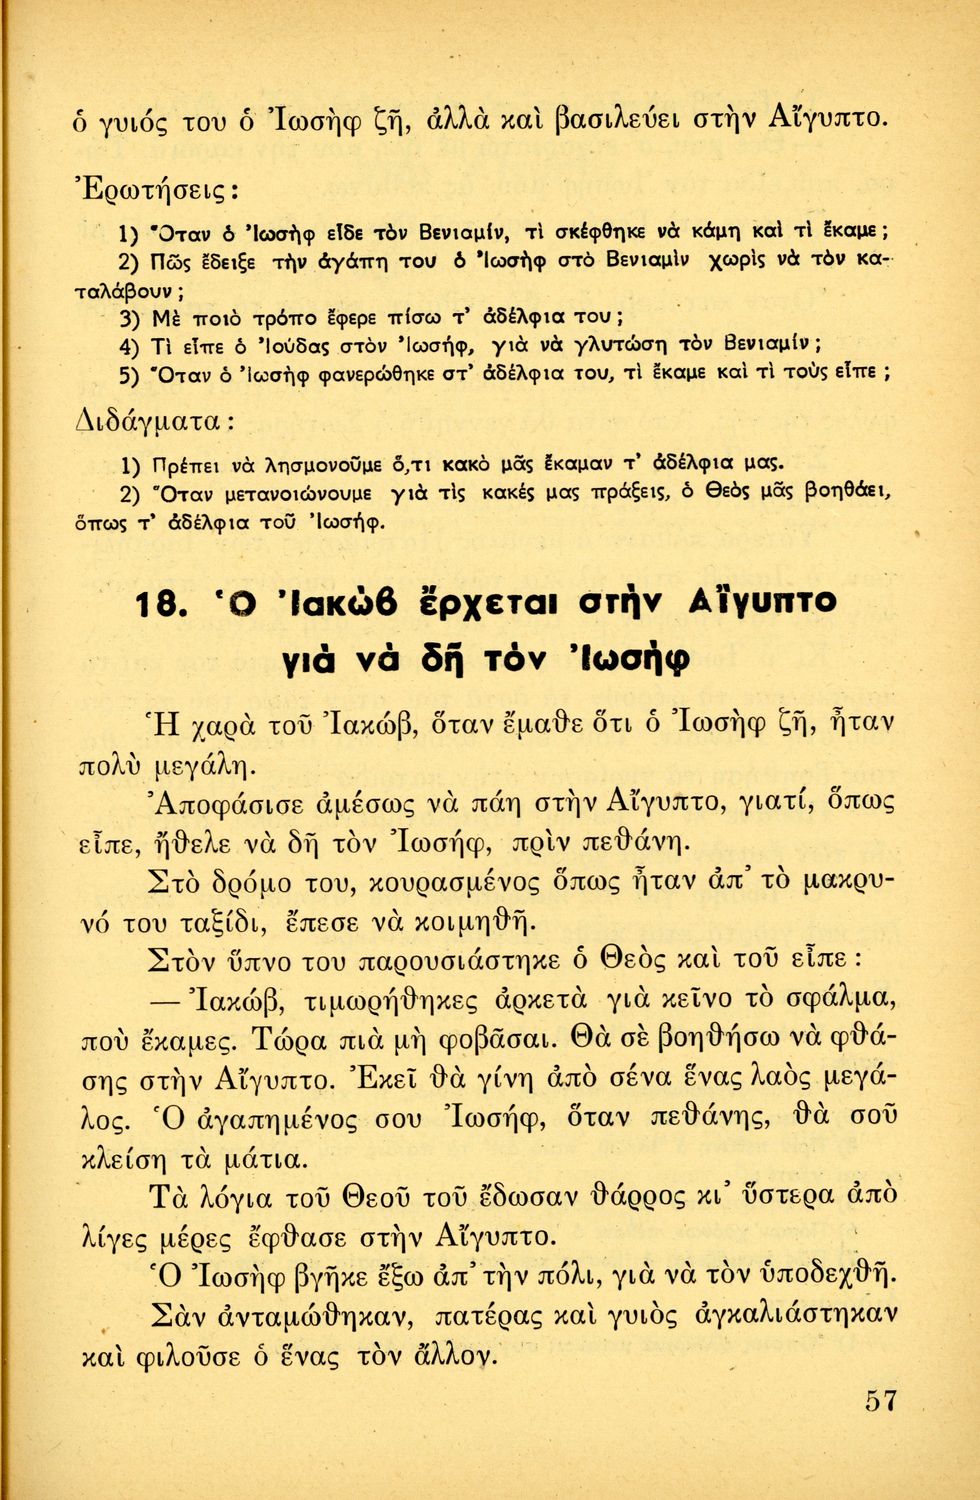 ὁ γυιός του ὁ Ἰωσὴφ ζῆ, ἀλλὰ καὶ βασιλεύει στὴν Αἴγυπτο.
Ἐρωτήσεις:
1) Ὅταν ὁ Ἰωσὴφ εἶδε τὸν Βενιαμίν, τὶ σκέφθηκε νὰ κάμη καὶ τὶ ἔκαμε;
2) Πῶς ἔδειξε τὴν ἀγάπη του ὁ Ἰωσὴφ στὸ Βενιαμὶν χωρὶς νὰ τὸν κα-
ταλάβουν;
3) Μὲ ποιὸ τρόπο ἔφερε πίσω τ᾽ ἀδέλφια του;
4) Τὶ εἶπε ὁ Ἰούδας στὸν Ἰωσήφ, γιὰ νὰ γλυτώση τὸν Βενιαμίν;
5) Ὅταν ὁ Ἰωσὴφ φανερώθηκε στ᾽ ἀδέλφια του, τὶ ἔκαμε καὶ τὶ τοὺς εἶπε;
Διδάγματα:
1) Πρέπει νὰ λησμονοῦμε ὅ,τι κακὸ μᾶς ἔκαμαν τ᾽ ἀδέλφια μας.
2) Ὅταν μετανοιώνουμε γιὰ τὶς κακές μας πράξεις, ὁ Θεὸς μᾶς βοηθάει,
ὅπως τ᾽ ἀδέλφια τοῦ Ἰωσήφ.
18. Ὁ Ἰακὼβ ἔρχεται στὴν Αἴγυπτο
γιὰ νὰ δῆ τὸν Ἰωσὴφ
Ἡ χαρὰ τοῦ Ἰακώβ, ὅταν ἔμαθε ὅτι ὁ Ἰωσὴφ ζῆ, ἦταν
πολὺ μεγάλη.
Ἀποφάσισε ἀμέσως νὰ πάη στὴν Αἴγυπτο, γιατί, ὅπως
εἶπε, ἤθελε νὰ δῆ τὸν Ἰωσήφ, πρὶν πεθάνη.
Στὸ δρόμο του, κουρασμένος ὅπως ἦταν ἀπ᾽ τὸ μακρυ-
νό του ταξίδι, ἔπεσε νὰ κοιμηθῆ.
Στὸν ὕπνο του παρουσιάστηκε ὁ Θεὸς καὶ τοῦ εἶπε:
— Ἰακώβ, τιμωρήθηκες ἀρκετὰ γιὰ κεῖνο τὸ σφάλμα,
ποὺ ἔκαμες. Τώρα πιὰ μὴ φοβᾶσαι. Θὰ σὲ βοηθήσω νὰ φθά-
σης στὴν Αἴγυπτο. Ἐκεῖ θὰ γίνη ἀπὸ σένα ἕνας λαὸς μεγά-
λος. Ὁ ἀγαπημένος σου Ἰωσήφ, ὅταν πεθάνης, θὰ σοῦ
κλείση τὰ μάτια.
Τὰ λόγια τοῦ Θεοῦ τοῦ ἔδωσαν θάρρος κι᾽ ὕστερα ἀπὸ
λίγες μέρες ἔφθασε στὴν Αἴγυπτο.
Ὁ Ἰωσὴφ βγῆκε ἔξω ἀπ᾽ τὴν πόλι, γιὰ νὰ τὸν ὑποδεχθῆ.
Σὰν ἀνταμώθηκαν, πατέρας καὶ γυιὸς ἀγκαλιάστηκαν
καὶ φιλοῦσε ὁ ἕνας τὸν ἄλλον.
57